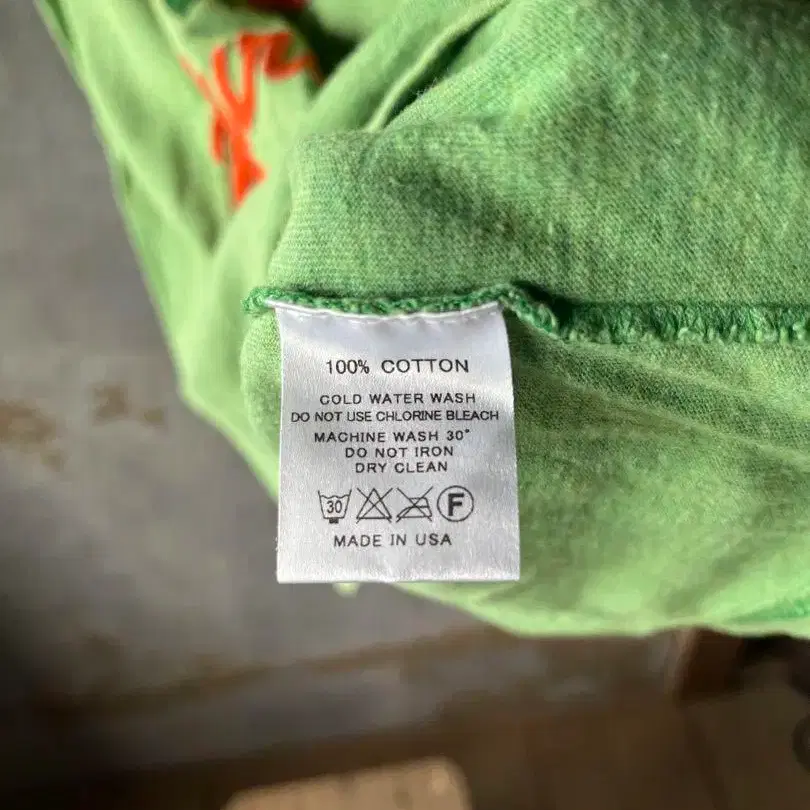 100% COTTON
COLD WATER WASH
DO NOT USE CHLORINE BLEACH
MACHINE WASH 30°
DO NOT IRON
DRY CLEAN
30 F
MADE IN USA